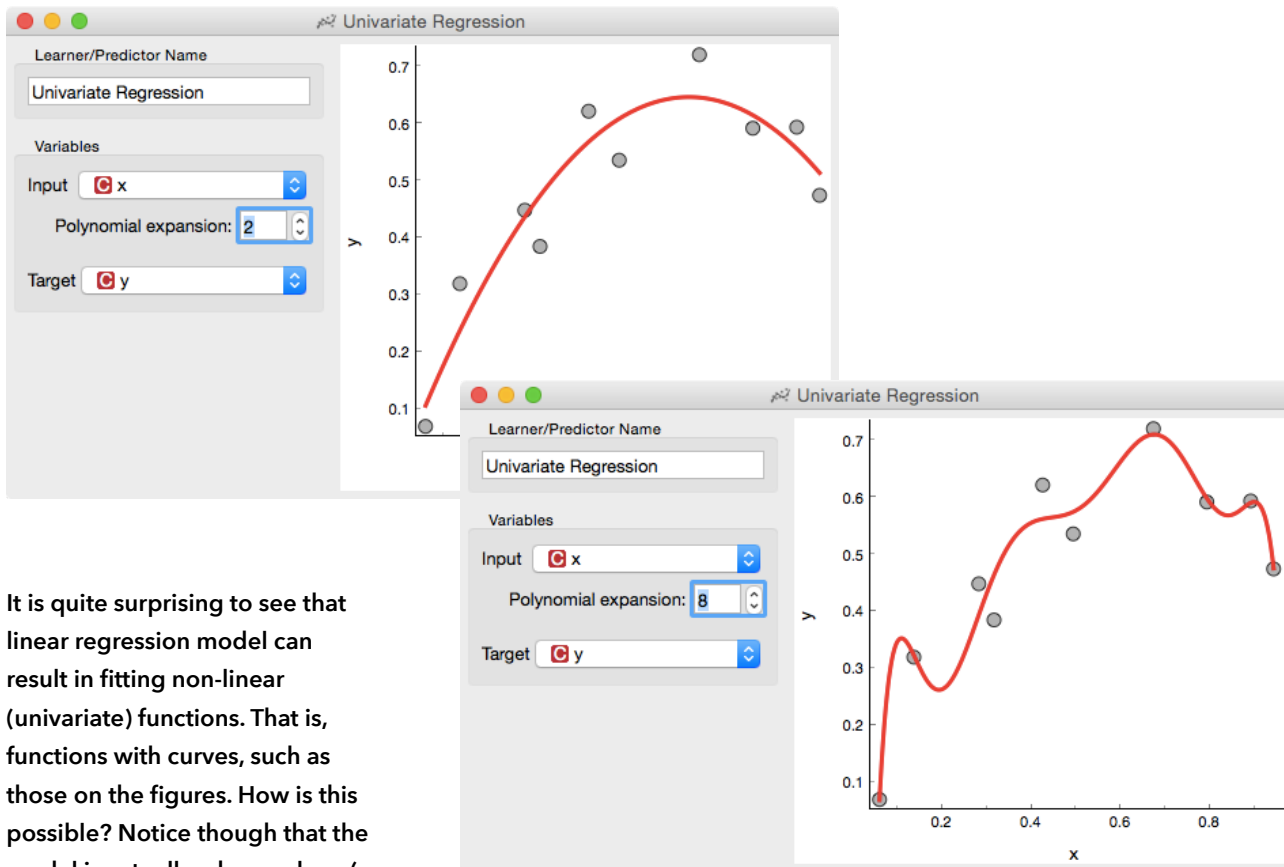 Univariate Regression
Learner/Predictor Name
Univariate Regression
Variables
Input C x
Polynomial expansion: 2
Target C y
0.7
0.6
0.5
0.4
0.3
0.2
0.1
y
Univariate Regression
Learner/Predictor Name
Univariate Regression
Variables
Input C x
Polynomial expansion: 8
Target C y
0.7
0.6
0.5
0.4
0.3
0.2
0.1
y
0.2 0.4 0.6 0.8
x
It is quite surprising to see that
linear regression model can
result in fitting non-linear
(univariate) functions. That is,
functions with curves, such as
those on the figures. How is this
possible? Notice though that the